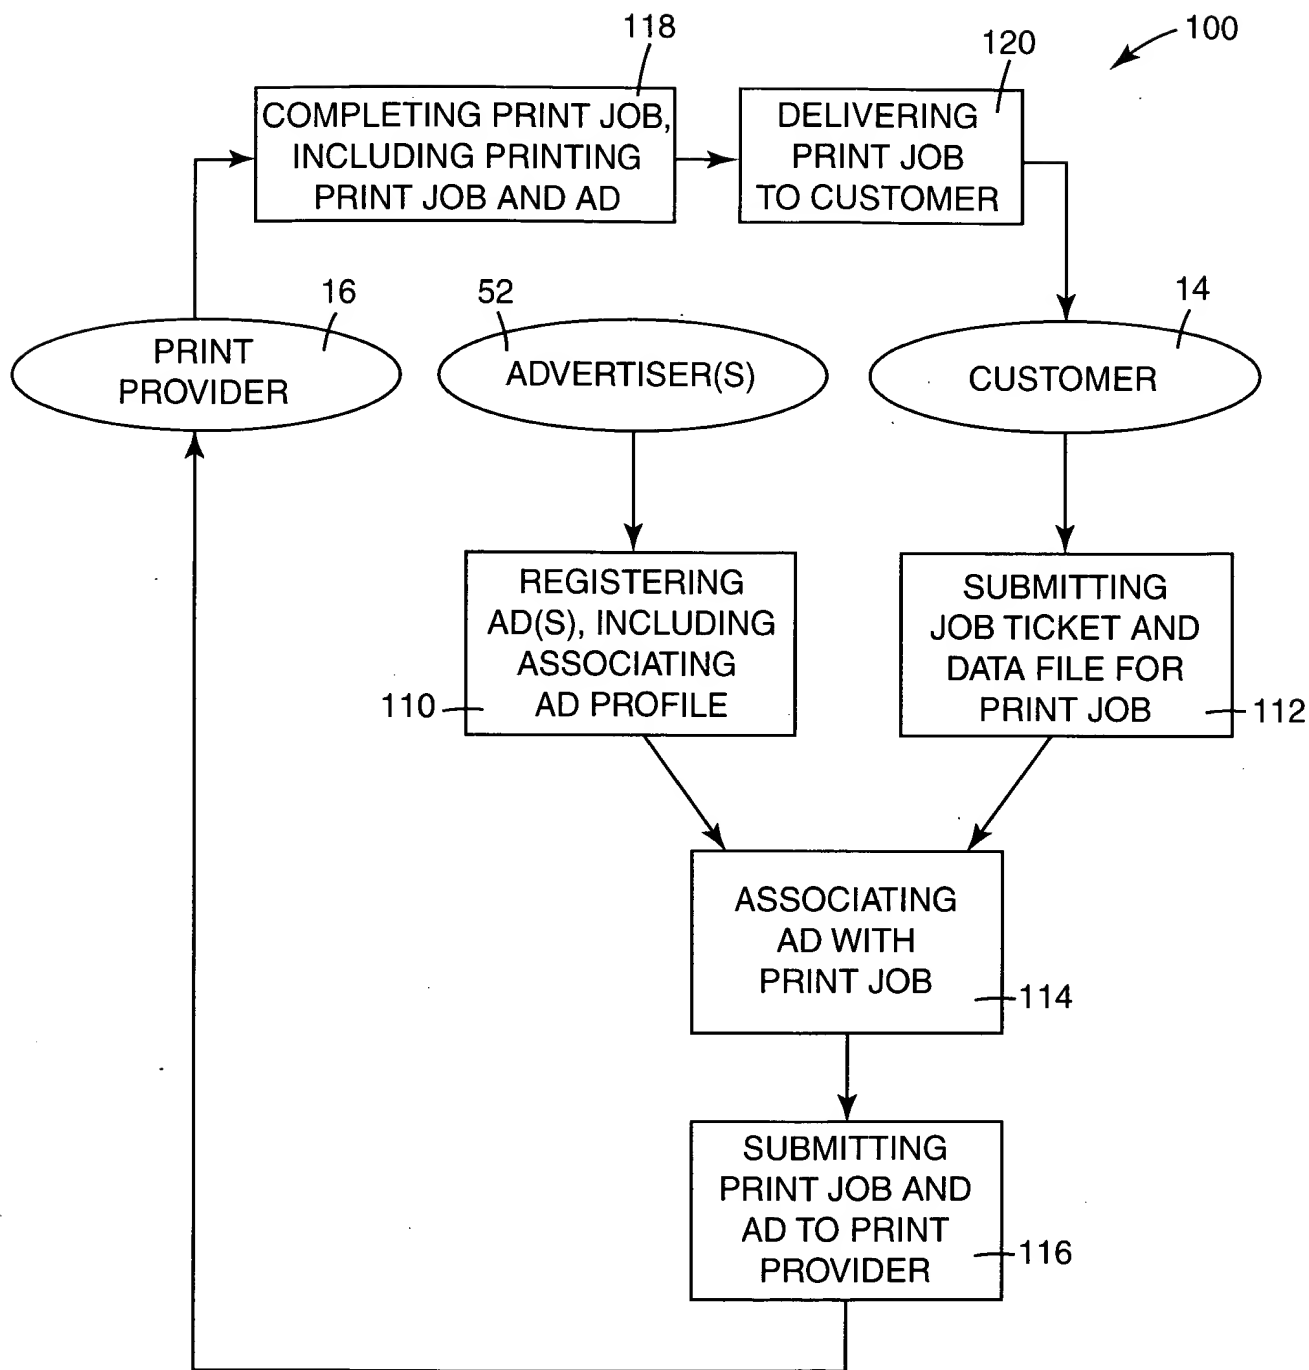 118
120
100
COMPLETING PRINT JOB,
INCLUDING PRINTING
PRINT JOB AND AD
DELIVERING
PRINT JOB
TO CUSTOMER
16
52
14
PRINT
PROVIDER
ADVERTISER(S)
CUSTOMER
REGISTERING
AD(S), INCLUDING
ASSOCIATING
AD PROFILE
110
SUBMITTING
JOB TICKET AND
DATA FILE FOR
PRINT JOB
112
ASSOCIATING
AD WITH
PRINT JOB
114
SUBMITTING
PRINT JOB AND
AD TO PRINT
PROVIDER
116